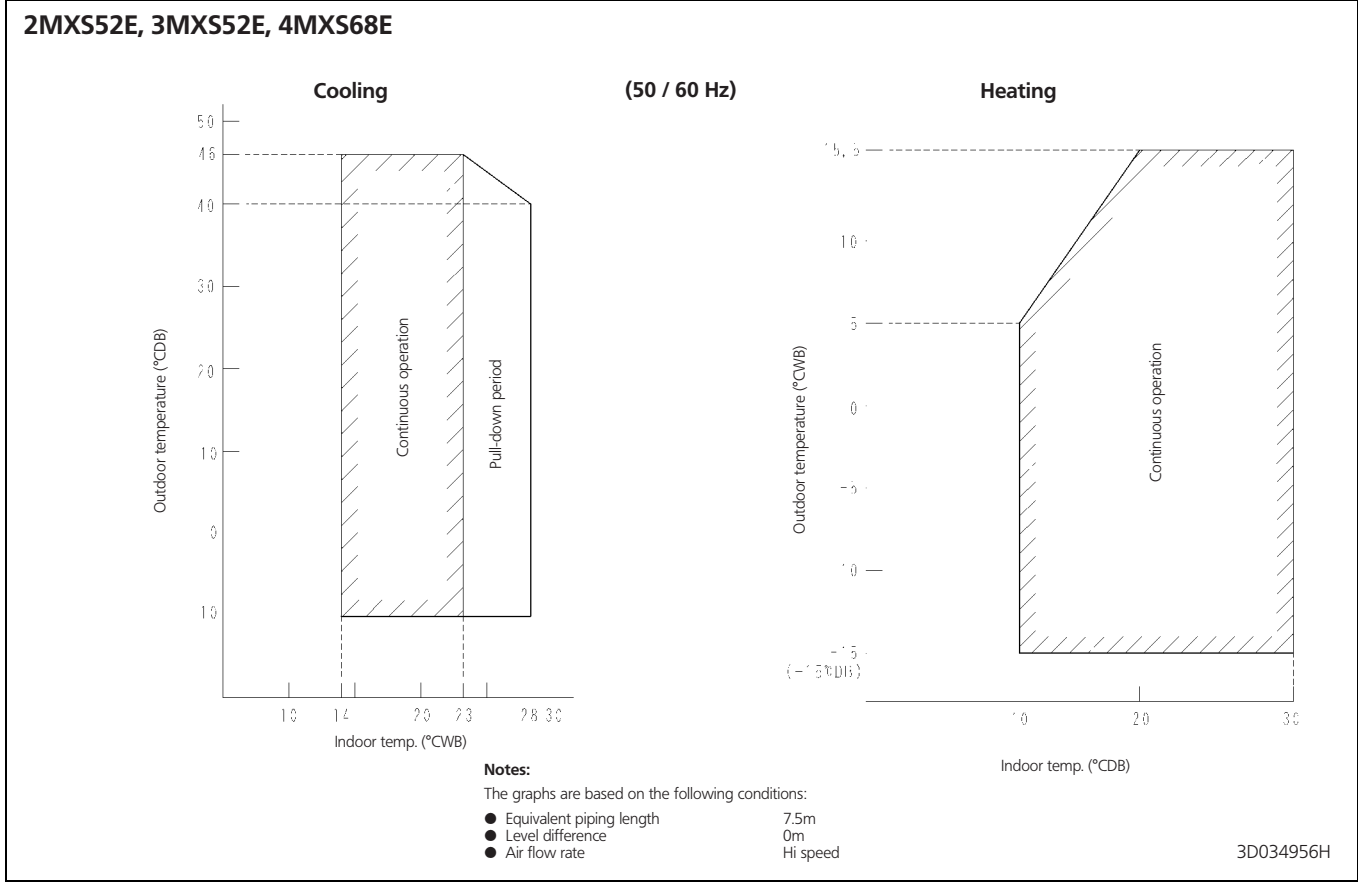 2MXS52E, 3MXS52E, 4MXS68E
Cooling
(50 / 60 Hz)
Heating
50
46
40
30
20
10
0
10
Outdoor temperature (°CDB)
Continuous operation
Pull-down period
10 14 20 23 28 30
Indoor temp. (°CWB)
15,5
10
5
0
-5
10
-15
Outdoor temperature (°CWB)
Continuous operation
10 20 30
Indoor temp. (°CDB)
Notes:
The graphs are based on the following conditions:
● Equivalent piping length 7.5m
● Level difference 0m
● Air flow rate Hi speed
3D034956H